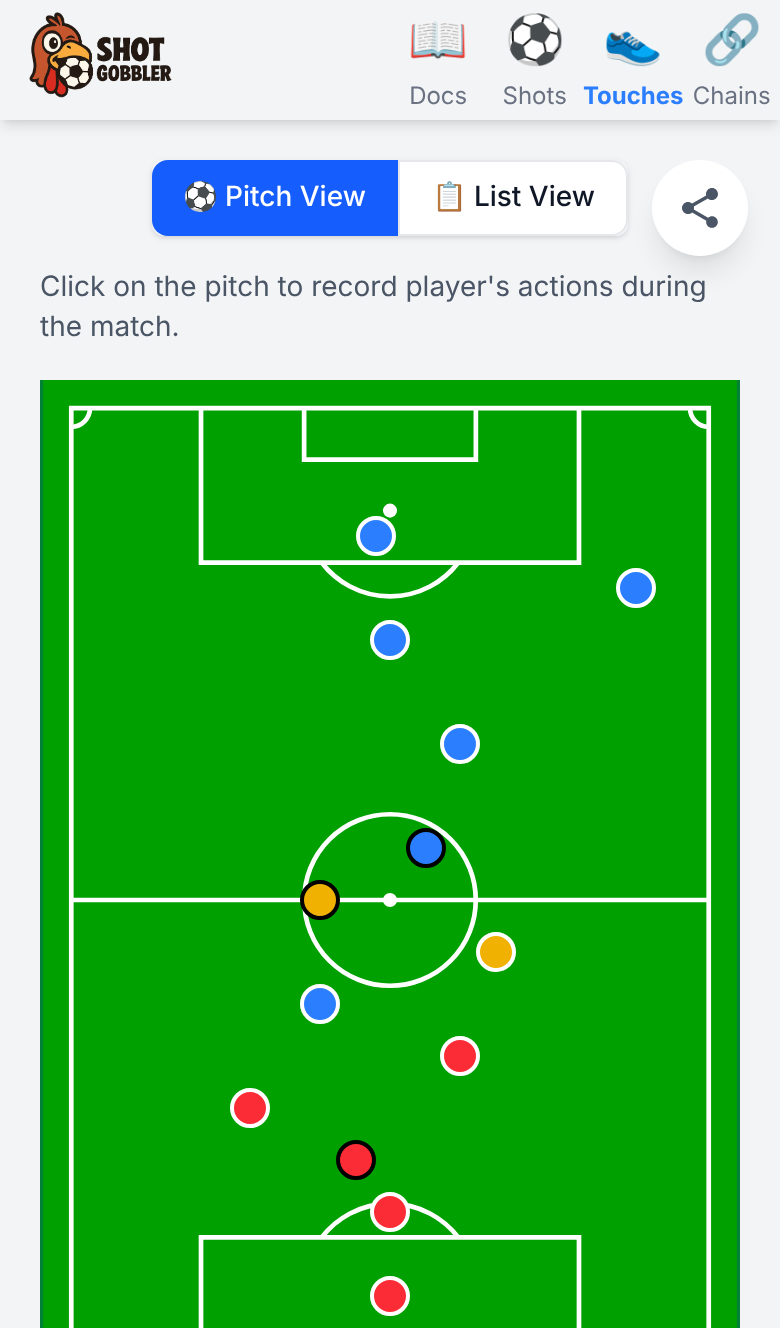 SHOT
GOBBLER
Docs
Shots
Touches
Chains
Pitch View
List View
Click on the pitch to record player's actions during
the match.